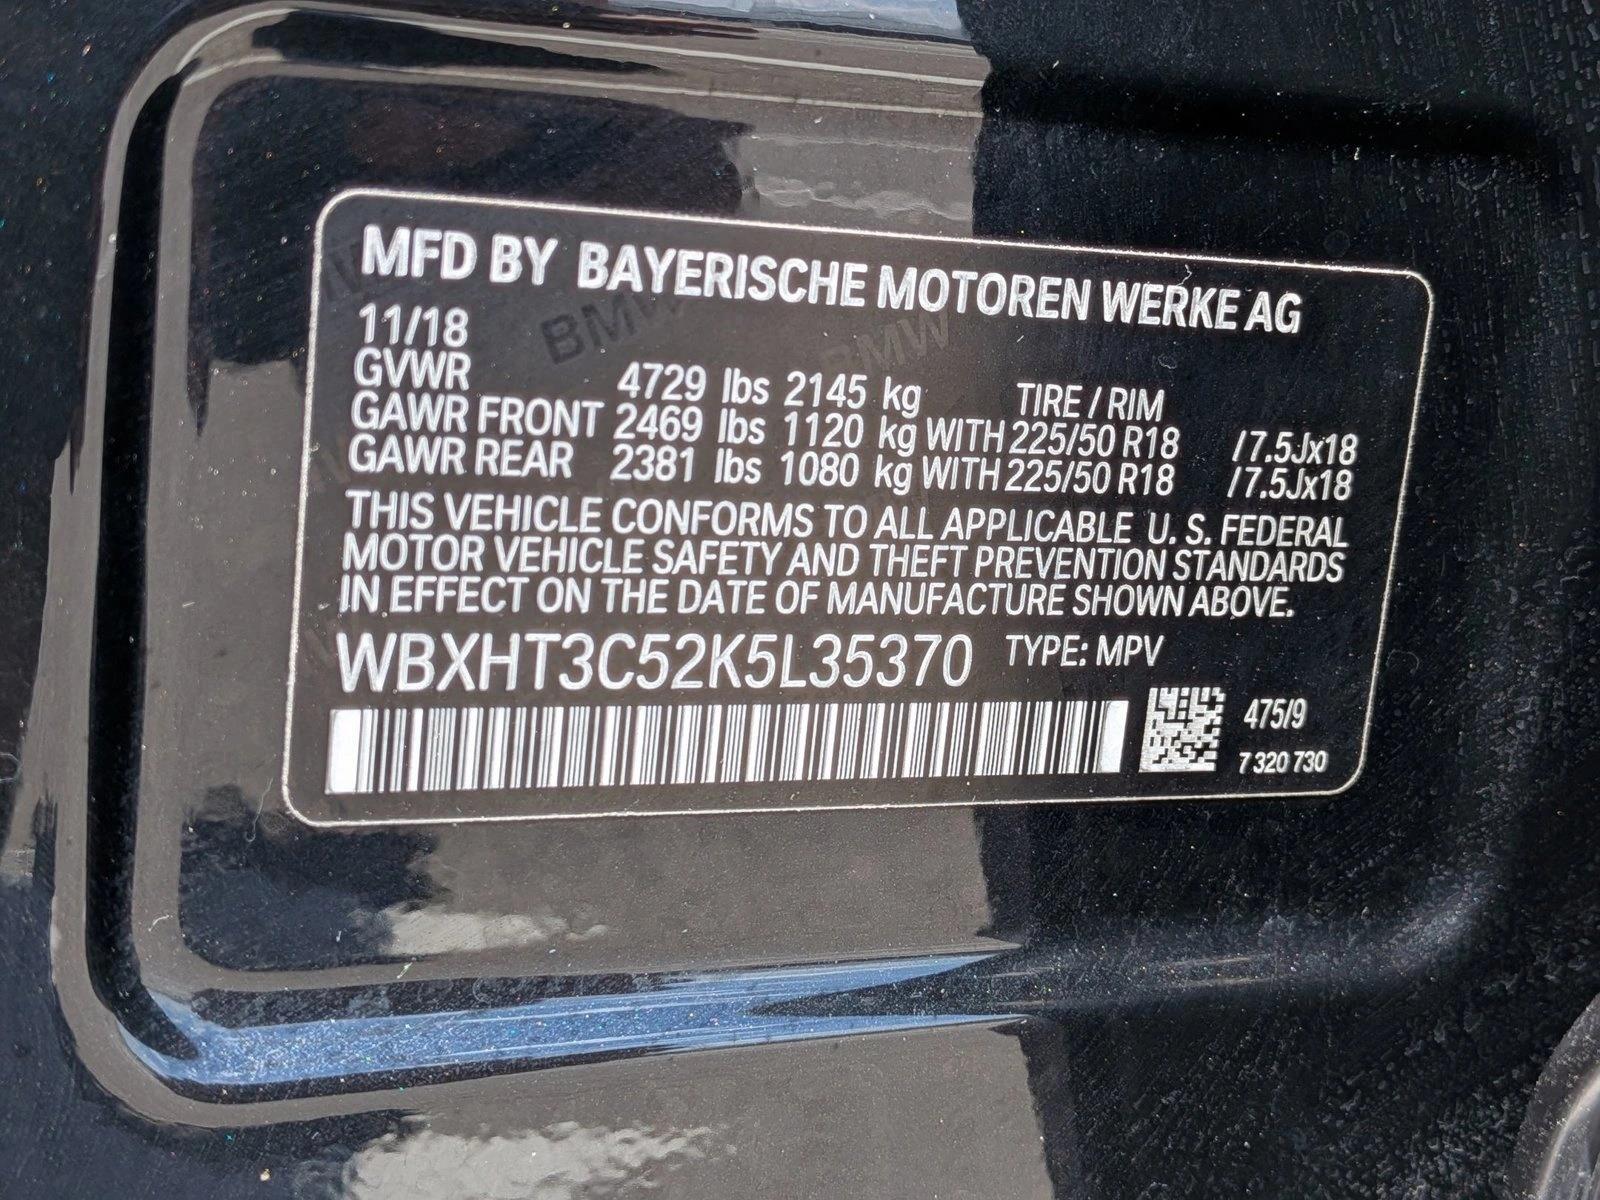 MFD BY BAYERISCHE MOTOREN WERKE AG
11/18
GVWR 4729 lbs 2145 kg TIRE / RIM
GAWR FRONT 2469 lbs 1120 kg WITH 225/50 R18 /7.5Jx18
GAWR REAR 2381 lbs 1080 kg WITH 225/50 R18 /7.5Jx18
THIS VEHICLE CONFORMS TO ALL APPLICABLE U. S. FEDERAL
MOTOR VEHICLE SAFETY AND THEFT PREVENTION STANDARDS
IN EFFECT ON THE DATE OF MANUFACTURE SHOWN ABOVE.
WBXHT3C52K5L35370 TYPE: MPV
475/9
7 320 730
BMW BMW